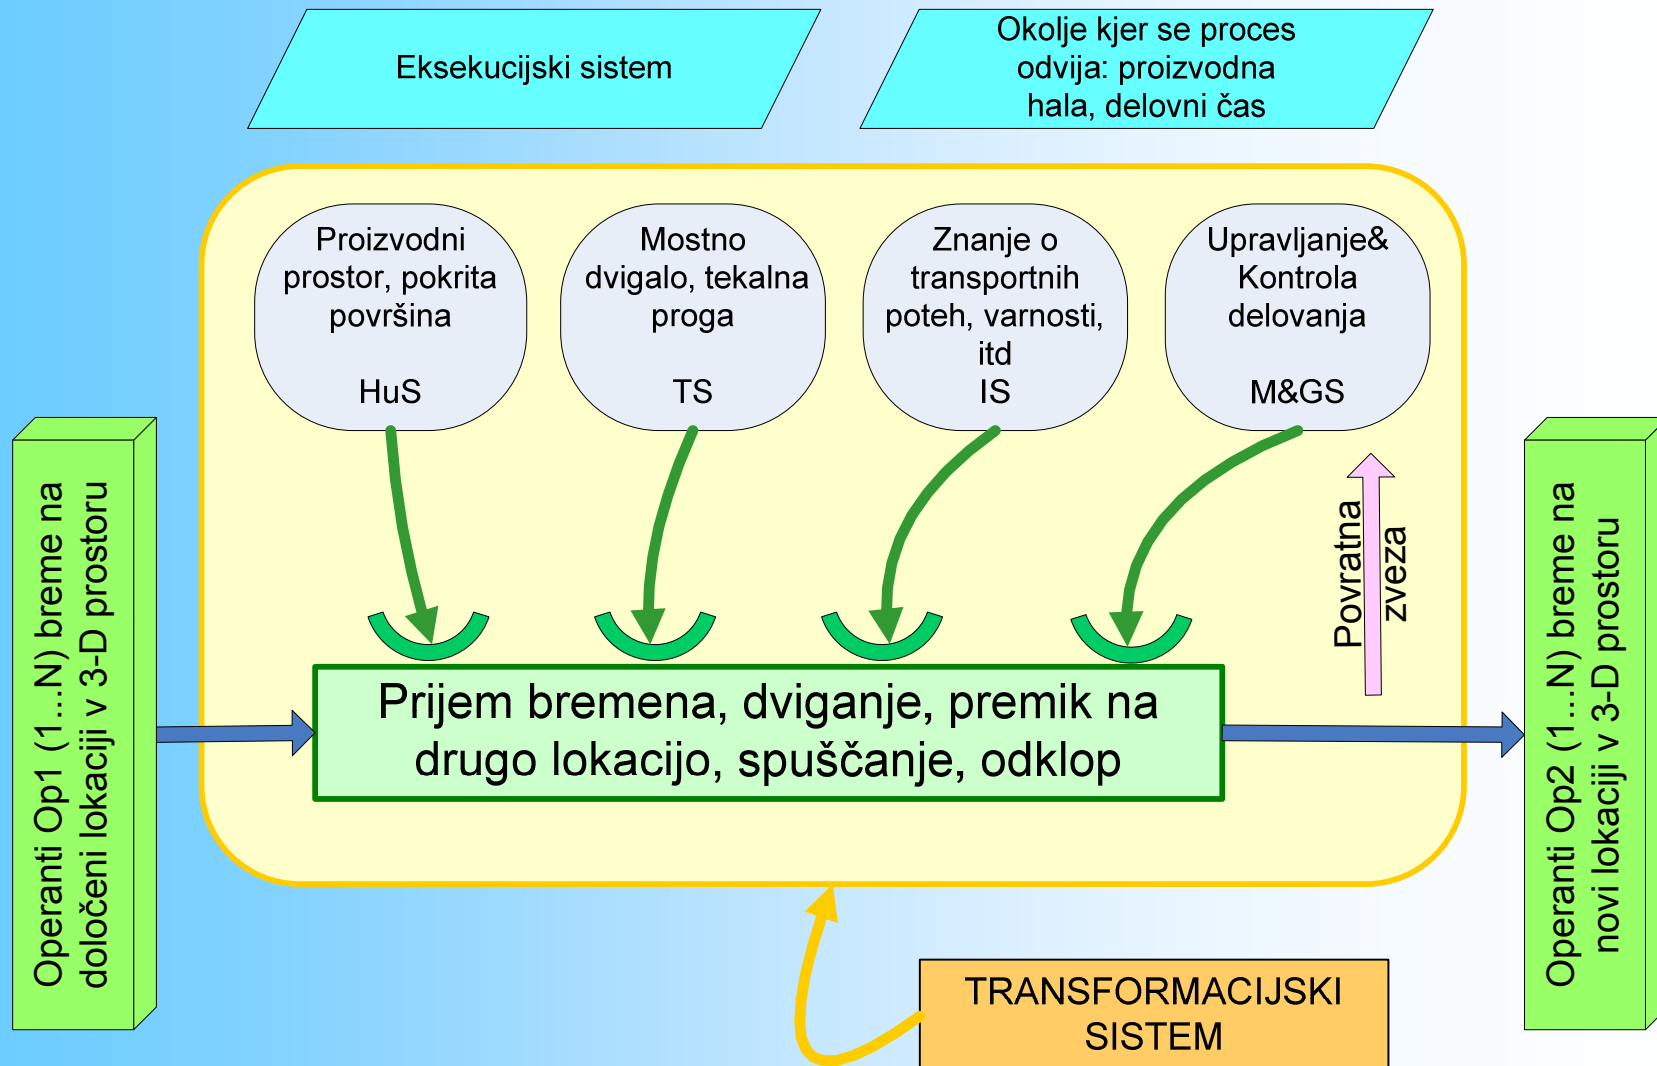 Eksekucijski sistem
Okolje kjer se proces
odvija: proizvodna
hala, delovni čas
Proizvodni
prostor, pokrita
površina
HuS
Mostno
dvigalo, tekalna
proga
TS
Znanje o
transportnih
poteh, varnosti,
itd
IS
Upravljanje&
Kontrola
delovanja
M&GS
Operanti Op1 (1...N) breme na
določeni lokaciji v 3-D prostoru
Povratna
zveza
Prijem bremena, dviganje, premik na
drugo lokacijo, spuščanje, odklop
Operanti Op2 (1...N) breme na
novi lokaciji v 3-D prostoru
TRANSFORMACIJSKI
SISTEM